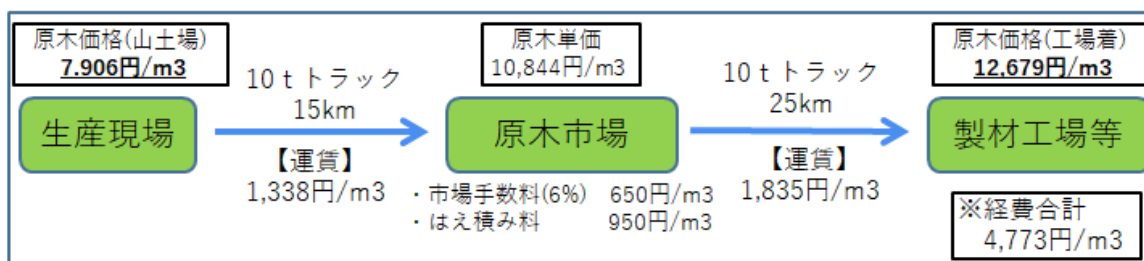 原木価格(山土場)
7.906円/m3
生産現場
10ｔトラック
15km
【運賃】
1,338円/m3
原木単価
10,844円/m3
原木市場
・市場手数料(6%) 650円/m3
・はえ積み料 950円/m3
10ｔトラック
25km
【運賃】
1,835円/m3
原木価格(工場着)
12,679円/m3
製材工場等
※経費合計
4,773円/m3